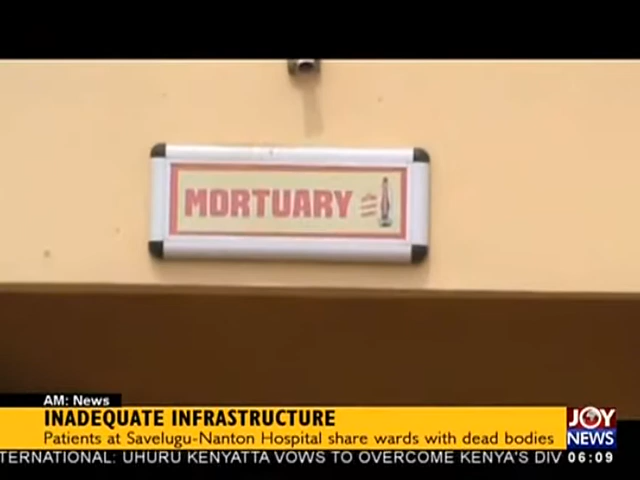 MORTUARY
AM: News
INADEQUATE INFRASTRUCTURE
Patients at Savelugu-Nanton Hospital share wards with dead bodies
JOY
NEWS
TERNATIONAL: UHURU KENYATTA VOWS TO OVERCOME KENYA'S DIV
06:09